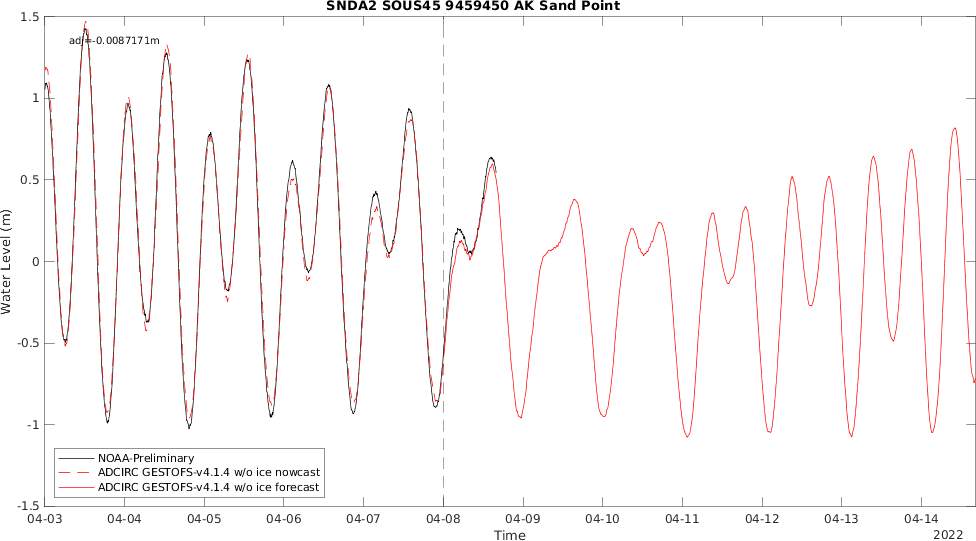 SNDA2 SOUS45 9459450 AK Sand Point
adj=-0.0087171m
1.5
1
0.5
0
-0.5
-1
-1.5
Water Level (m)
NOAA-Preliminary
ADCIRC GESTOFS-v4.1.4 w/o ice nowcast
ADCIRC GESTOFS-v4.1.4 w/o ice forecast
04-03 04-04 04-05 04-06 04-07 04-08 04-09 04-10 04-11 04-12 04-13 04-14
Time
2022